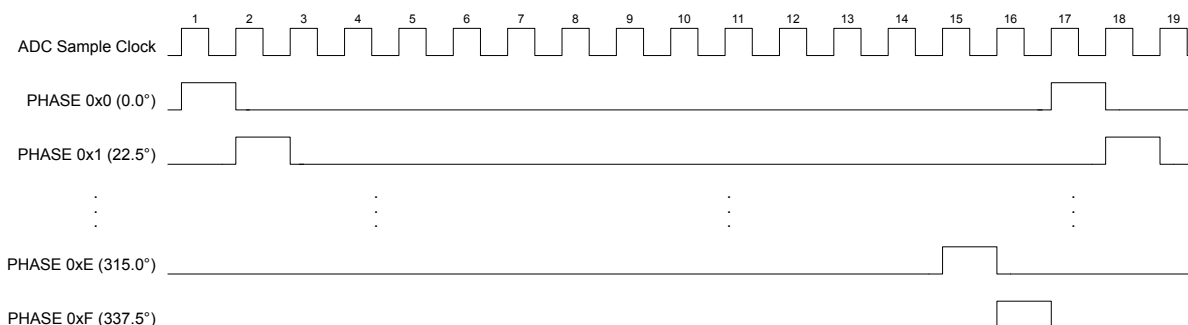 1 2 3 4 5 6 7 8 9 10 11 12 13 14 15 16 17 18 19
ADC Sample Clock
PHASE 0x0 (0.0°)
PHASE 0x1 (22.5°)
PHASE 0xE (315.0°)
PHASE 0xF (337.5°)